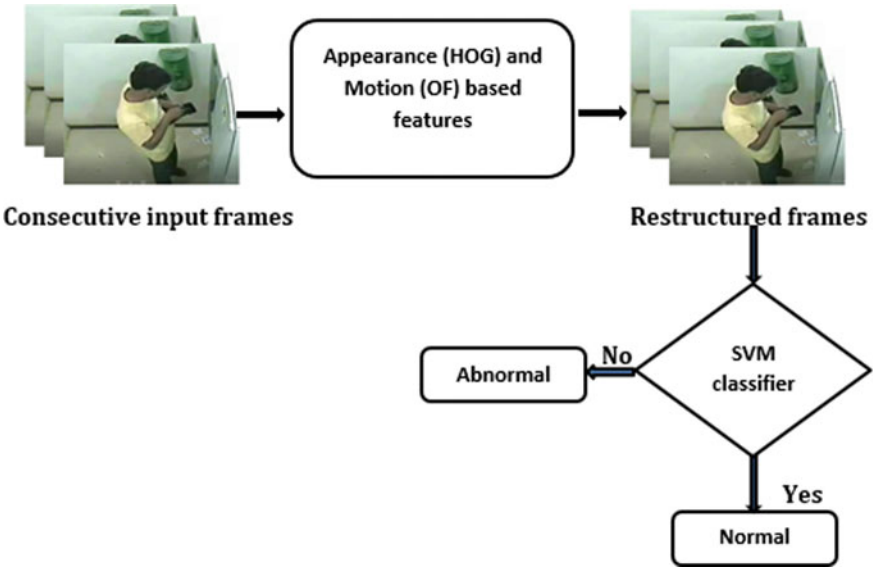 Appearance (HOG) and
Motion (OF) based
features
Consecutive input frames
Restructured frames
SVM
classifier
No
Abnormal
Yes
Normal